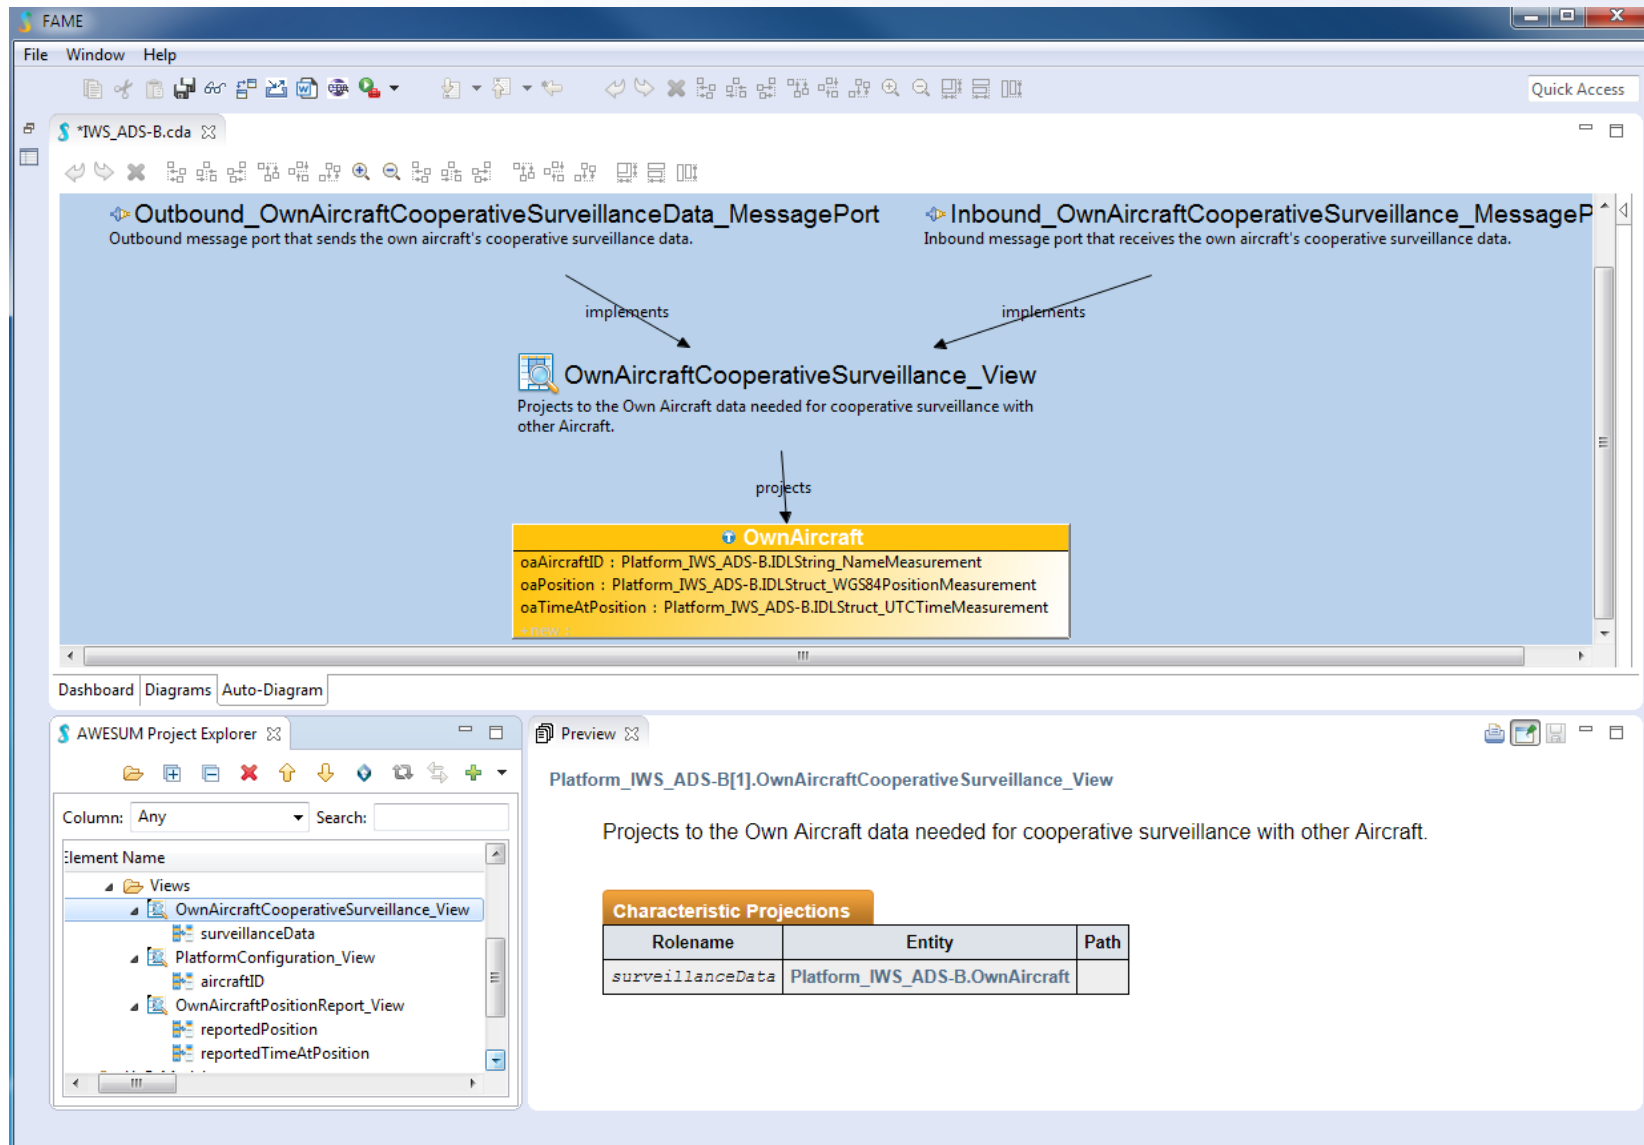 FAME
File Window Help
Quick Access
*IWS_ADS-B.cda
Outbound_OwnAircraftCooperativeSurveillanceData_MessagePort
Outbound message port that sends the own aircraft's cooperative surveillance data.
Inbound_OwnAircraftCooperativeSurveillance_MessageP
Inbound message port that receives the own aircraft's cooperative surveillance data.
implements
implements
OwnAircraftCooperativeSurveillance_View
Projects to the Own Aircraft data needed for cooperative surveillance with
other Aircraft.
projects
OwnAircraft
oaAircraftID : Platform_IWS_ADS-B.IDLString_NameMeasurement
oaPosition : Platform_IWS_ADS-B.IDLStruct_WGS84PositionMeasurement
oaTimeAtPosition : Platform_IWS_ADS-B.IDLStruct_UTCTimeMeasurement
+new :
Dashboard Diagrams Auto-Diagram
AWESUM Project Explorer
Column: Any Search:
Element Name
Views
OwnAircraftCooperativeSurveillance_View
surveillanceData
PlatformConfiguration_View
aircraftID
OwnAircraftPositionReport_View
reportedPosition
reportedTimeAtPosition
Preview
Platform_IWS_ADS-B[1].OwnAircraftCooperativeSurveillance_View
Projects to the Own Aircraft data needed for cooperative surveillance with other Aircraft.
Characteristic Projections
Rolename Entity Path
surveillanceData Platform_IWS_ADS-B.OwnAircraft